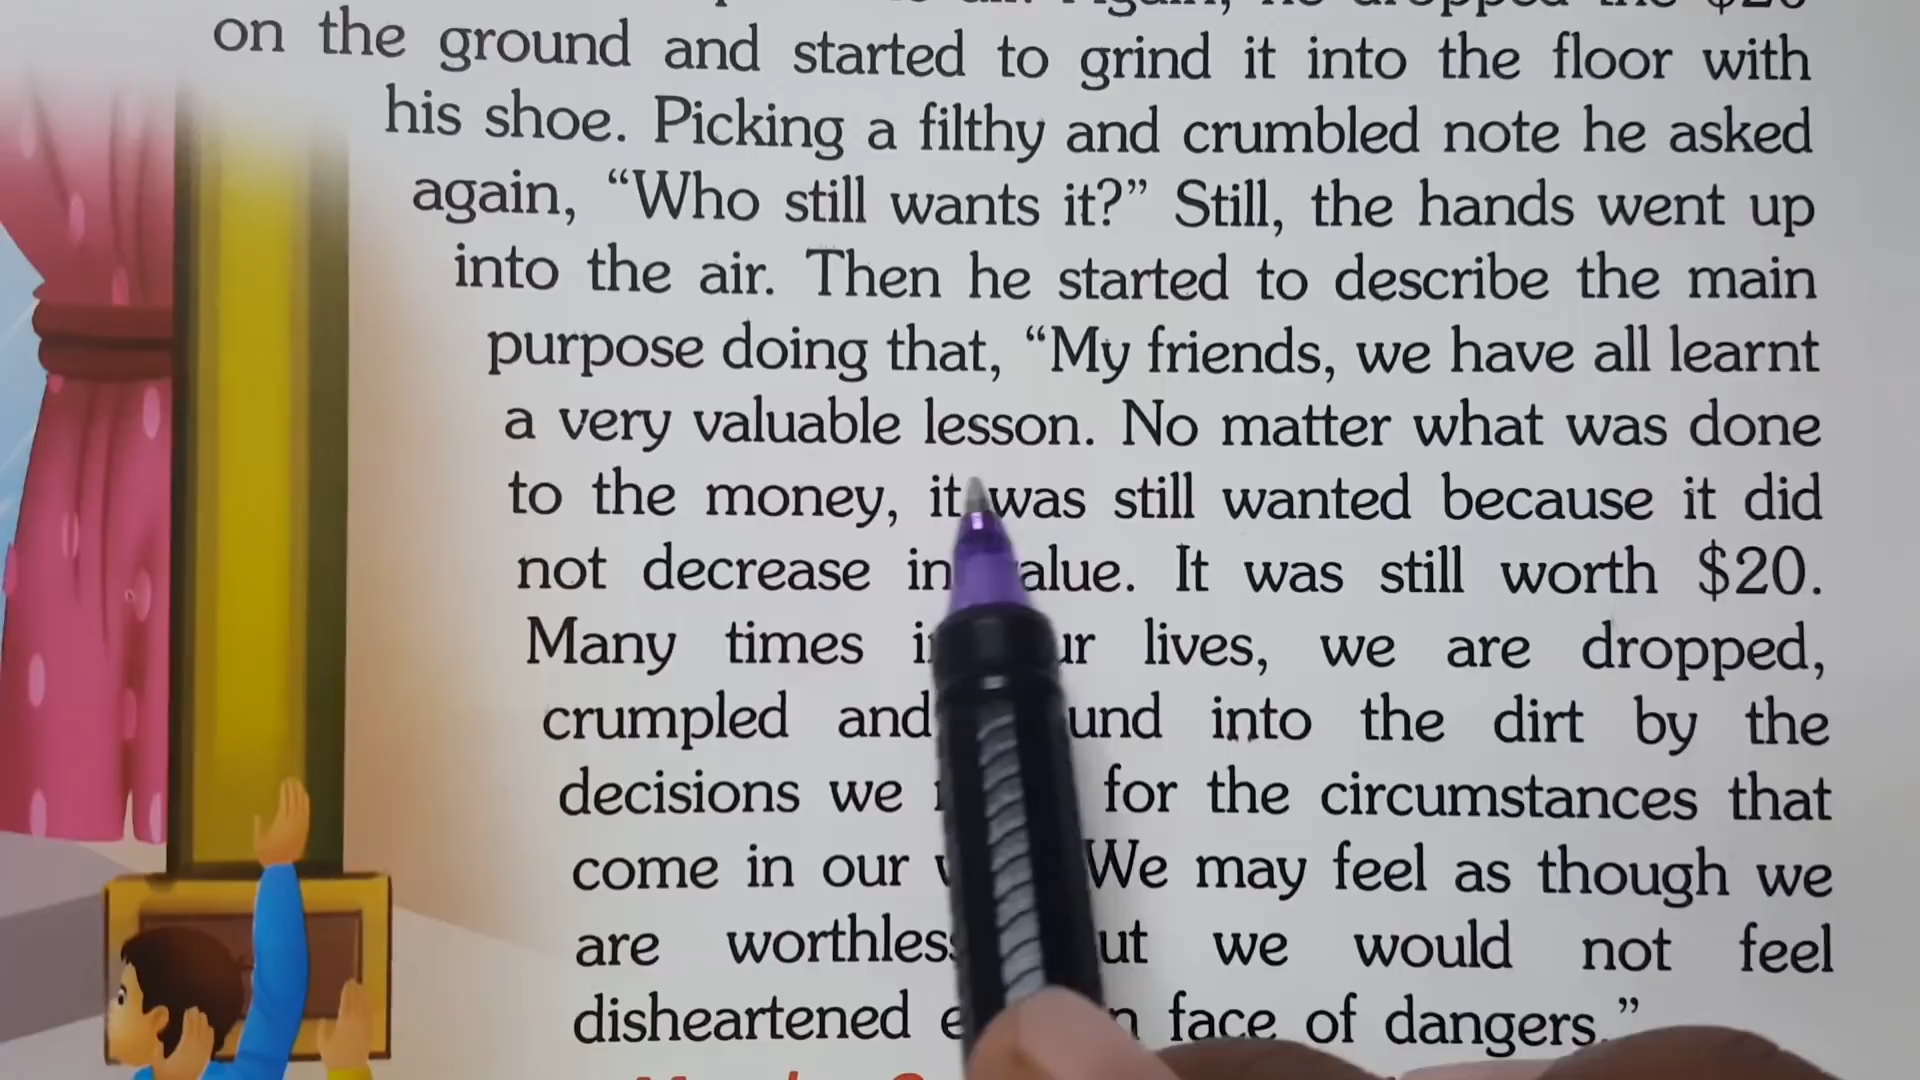 on the ground and started to grind it into the floor with
his shoe. Picking a filthy and crumbled note he asked
again, “Who still wants it?” Still, the hands went up
into the air. Then he started to describe the main
purpose doing that, “My friends, we have all learnt
a very valuable lesson. No matter what was done
to the money, it was still wanted because it did
not decrease in value. It was still worth $20.
Many times in our lives, we are dropped,
crumpled and into the dirt by the
decisions we for the circumstances that
come in our We may feel as though we
are worthless we would not feel
disheartened face of dangers.”